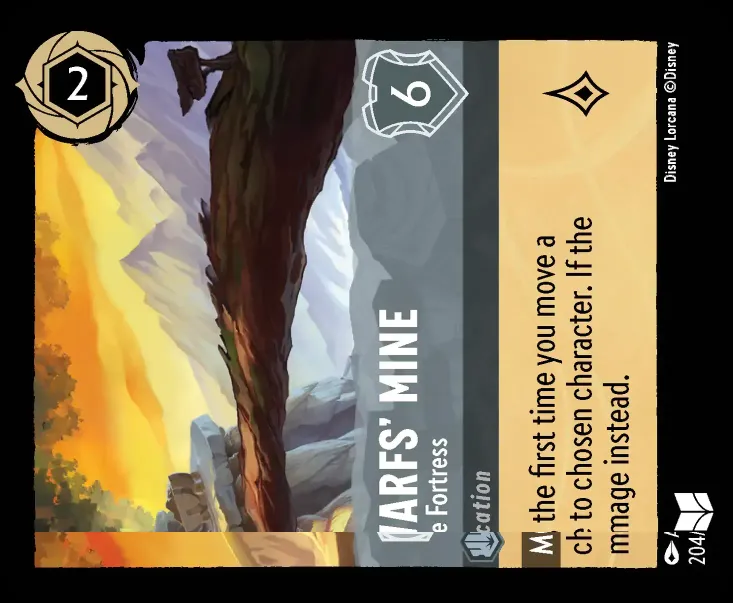 2
6
ARFS' MINE
e Fortress
cation
M the first time you move a
ch to chosen character. If the
mmage instead.
204/
Disney Lorcana ©Disney